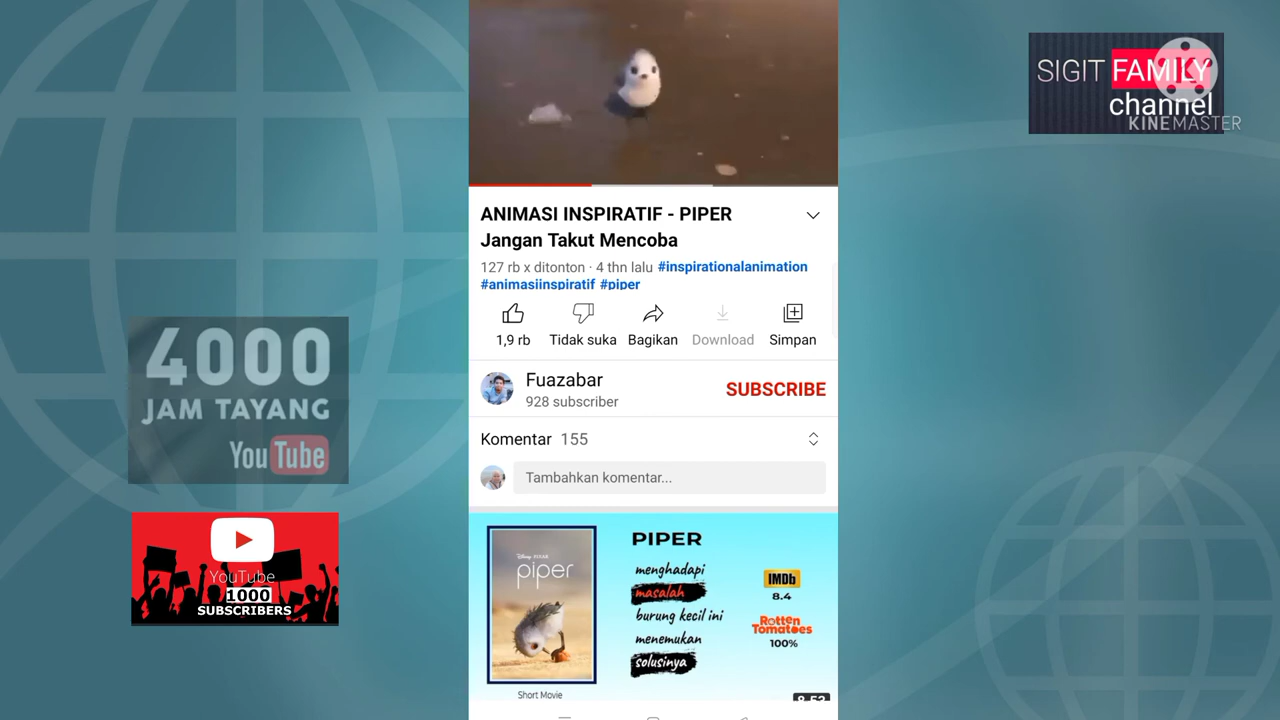 SIGIT FAMILY
channel
KINEMASTER
ANIMASI INSPIRATIF - PIPER
Jangan Takut Mencoba
127 rb x ditonton · 4 thn lalu #inspirationalanimation
#animasiinspiratif #piper
1,9 rb
Tidak suka
Bagikan
Download
Simpan
4000
JAM TAYANG
YouTube
Fuazabar
928 subscriber
SUBSCRIBE
Komentar 155
Tambahkan komentar...
YouTube
1000
SUBSCRIBERS
Disney PIXAR
piper
Short Movie
PIPER
menghadapi
masalah
burung kecil ini
menemukan
solusinya
IMDb
8.4
Rotten
Tomatoes
100%
8.53